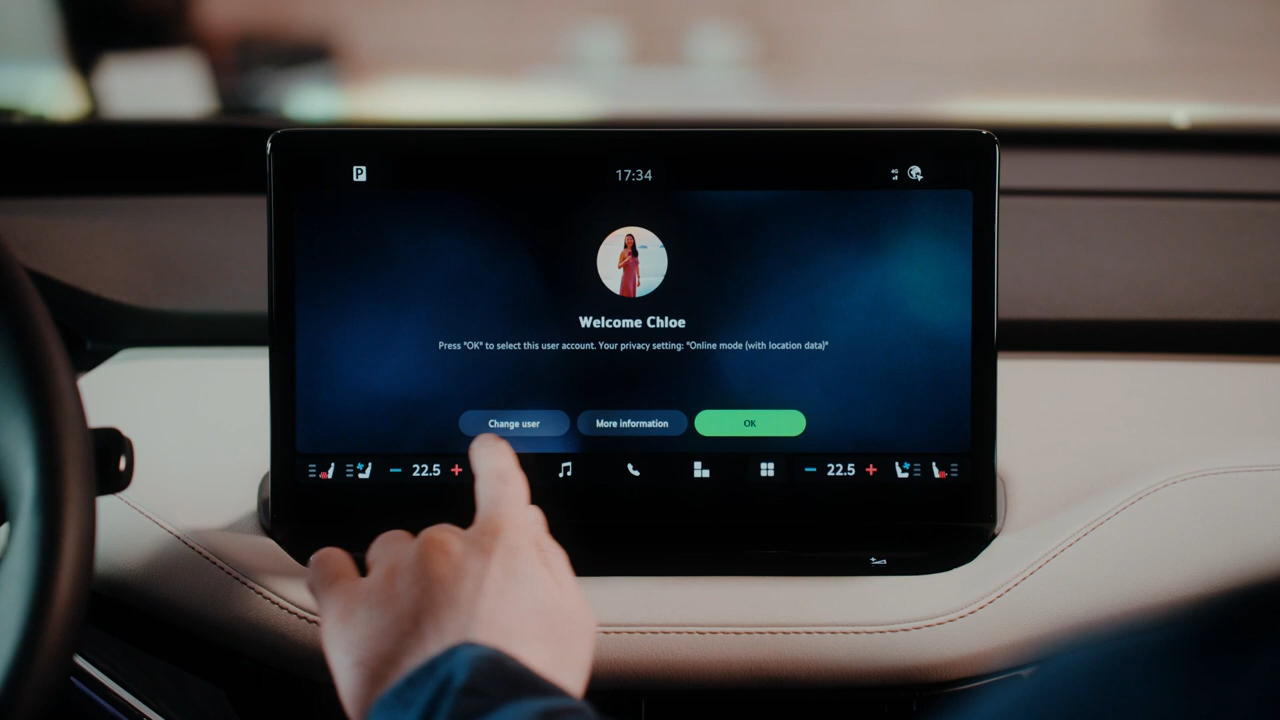 P
17:34
4G
Welcome Chloe
Press "OK" to select this user account. Your privacy setting: "Online mode (with location data)"
Change user
More information
OK
− 22.5 +
− 22.5 +